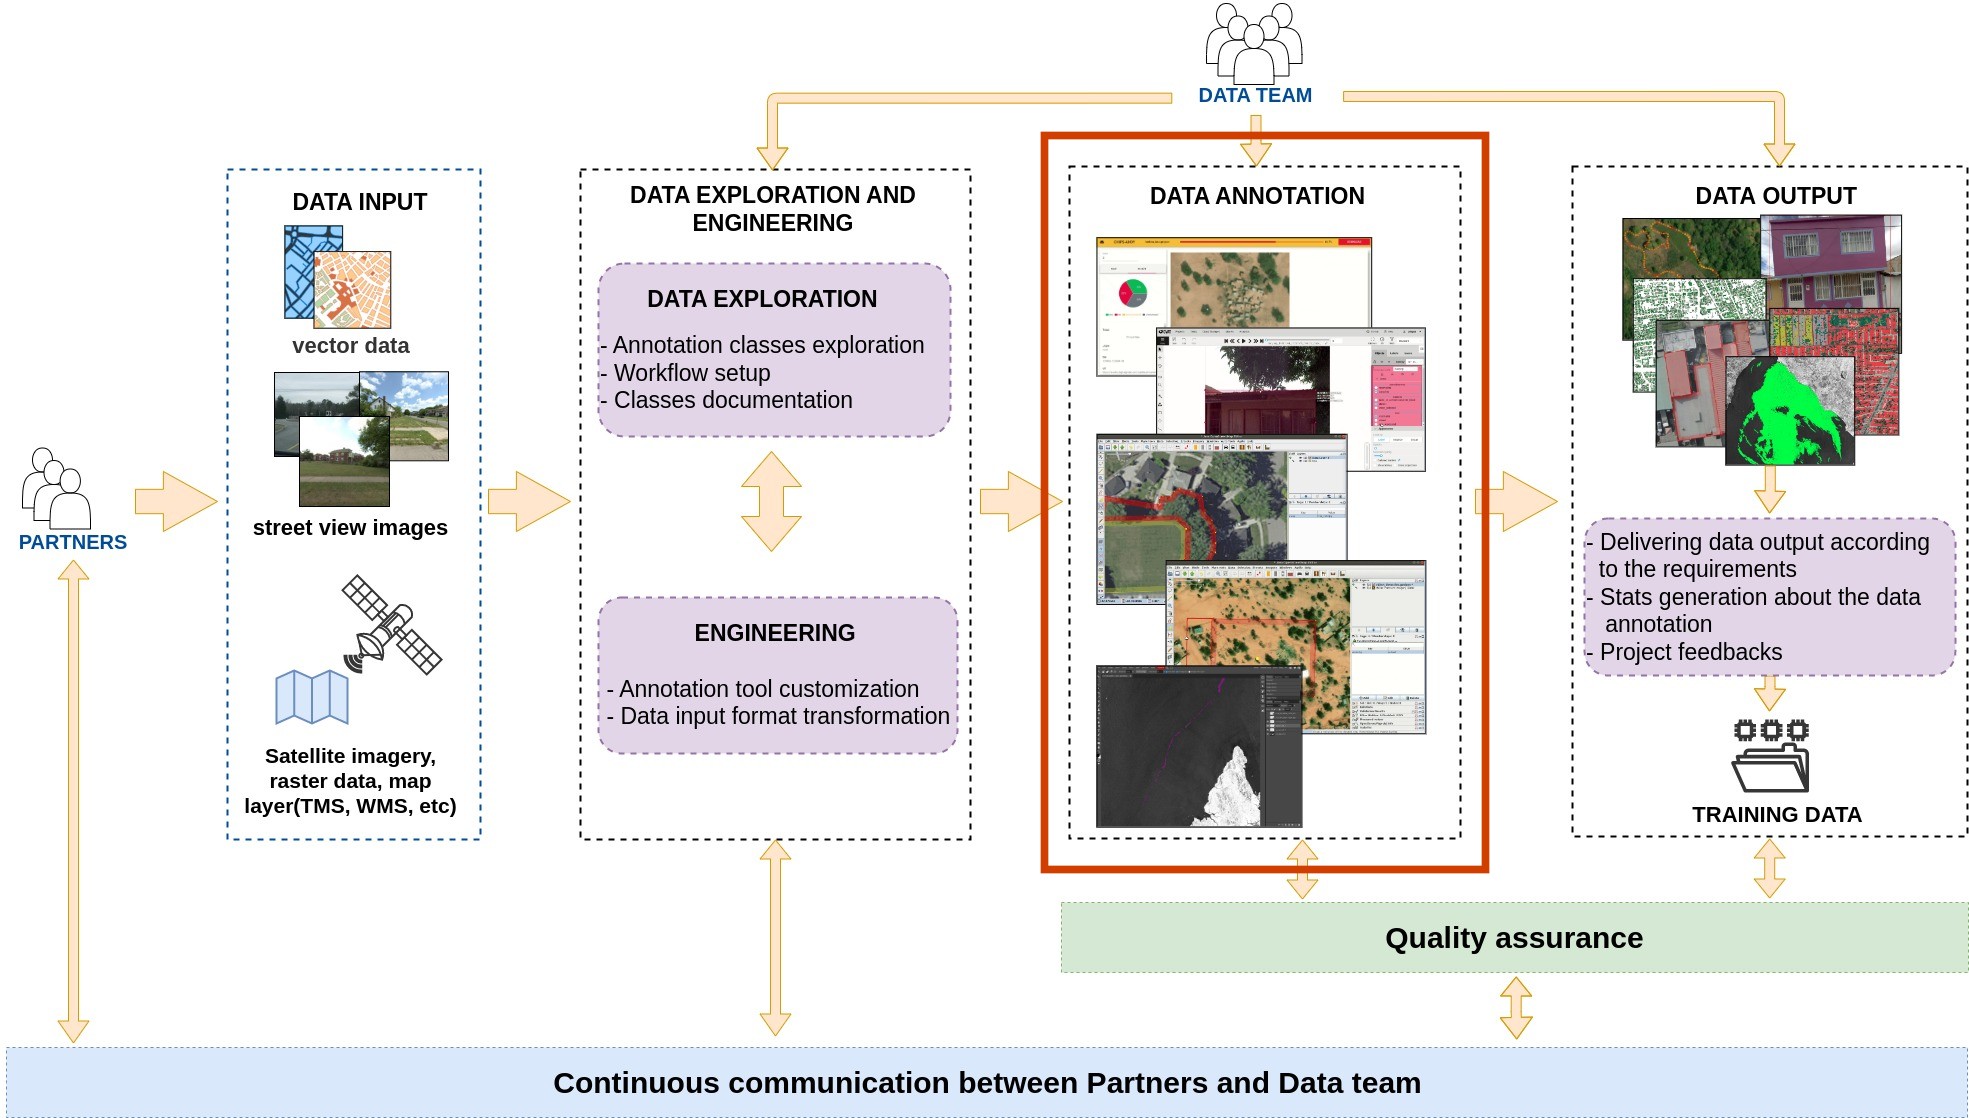 DATA TEAM
DATA INPUT
vector data
street view images
Satellite imagery,
raster data, map
layer(TMS, WMS, etc)
PARTNERS
DATA EXPLORATION AND
ENGINEERING
DATA EXPLORATION
- Annotation classes exploration
- Workflow setup
- Classes documentation
ENGINEERING
- Annotation tool customization
- Data input format transformation
DATA ANNOTATION
DATA OUTPUT
- Delivering data output according
to the requirements
- Stats generation about the data
annotation
- Project feedbacks
TRAINING DATA
Quality assurance
Continuous communication between Partners and Data team